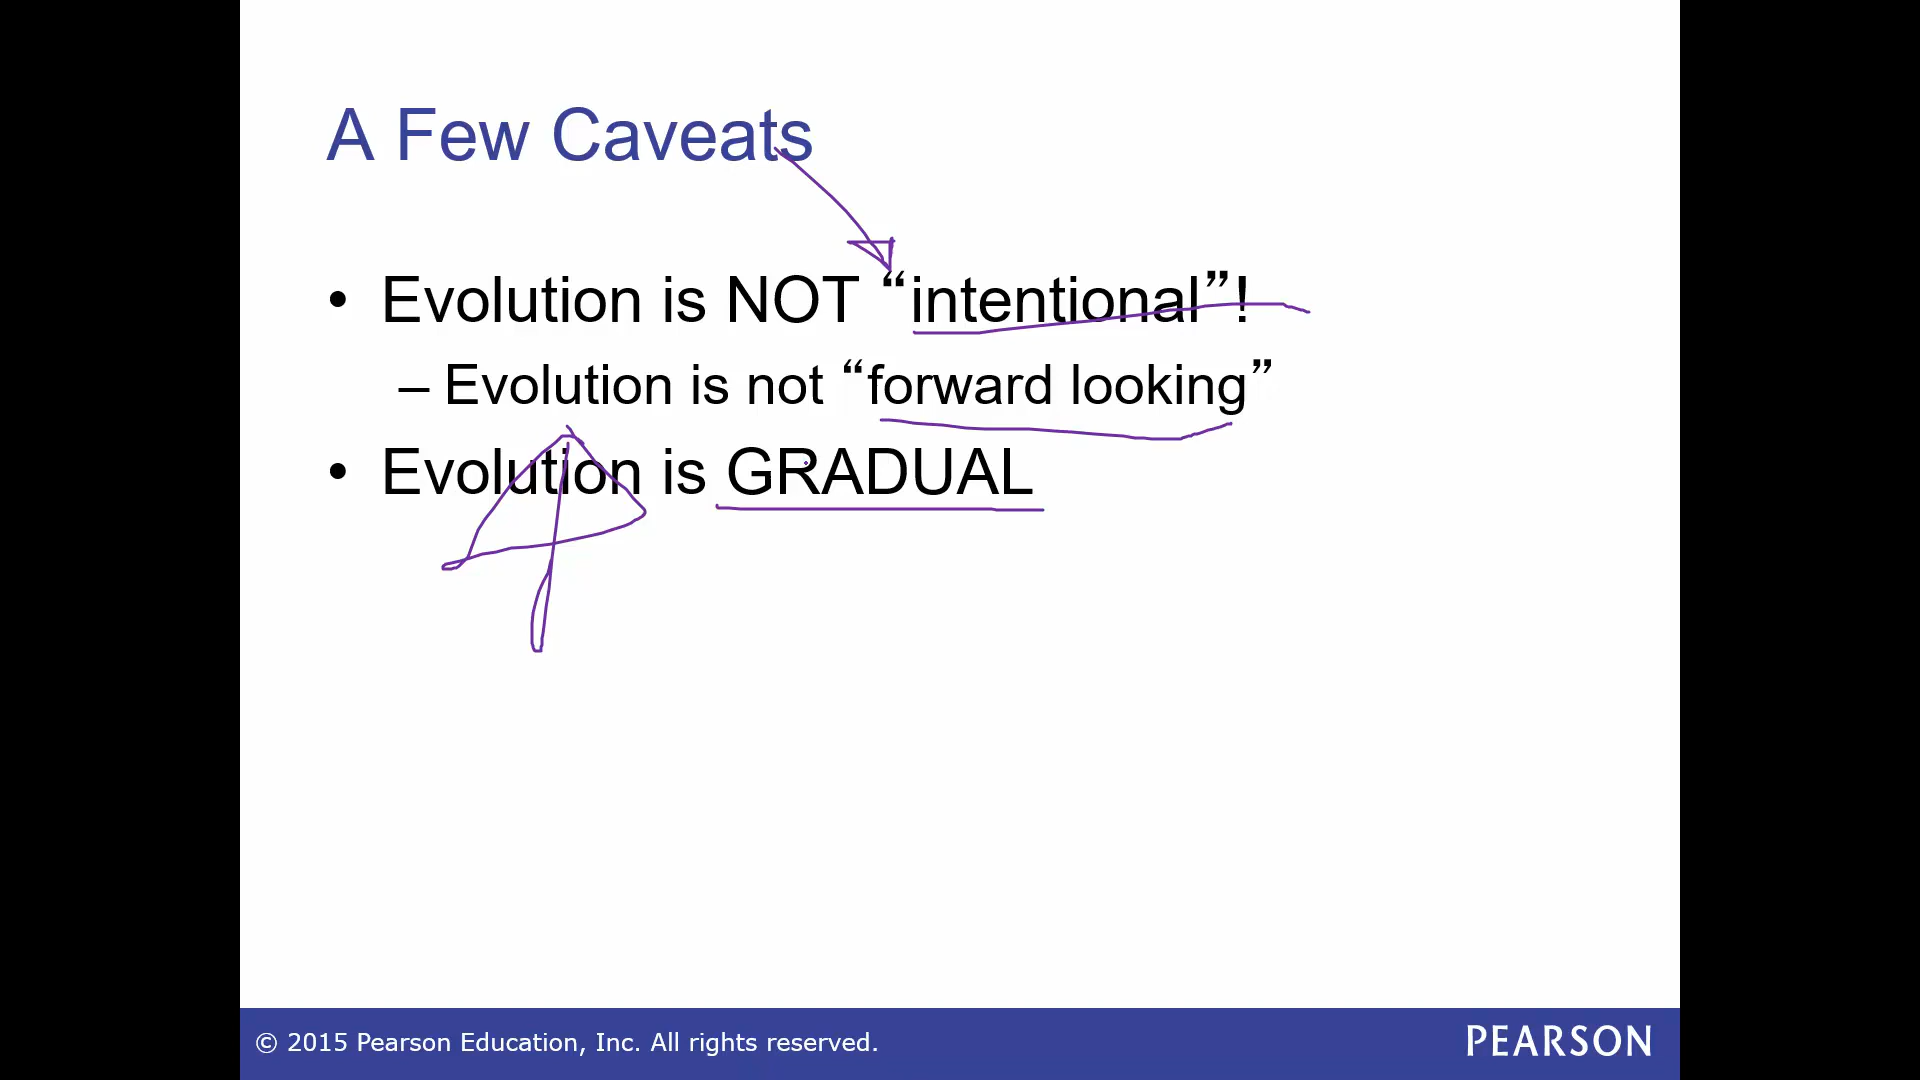 A Few Caveats
• Evolution is NOT “intentional”!
– Evolution is not “forward looking”
• Evolution is GRADUAL
© 2015 Pearson Education, Inc. All rights reserved.
PEARSON